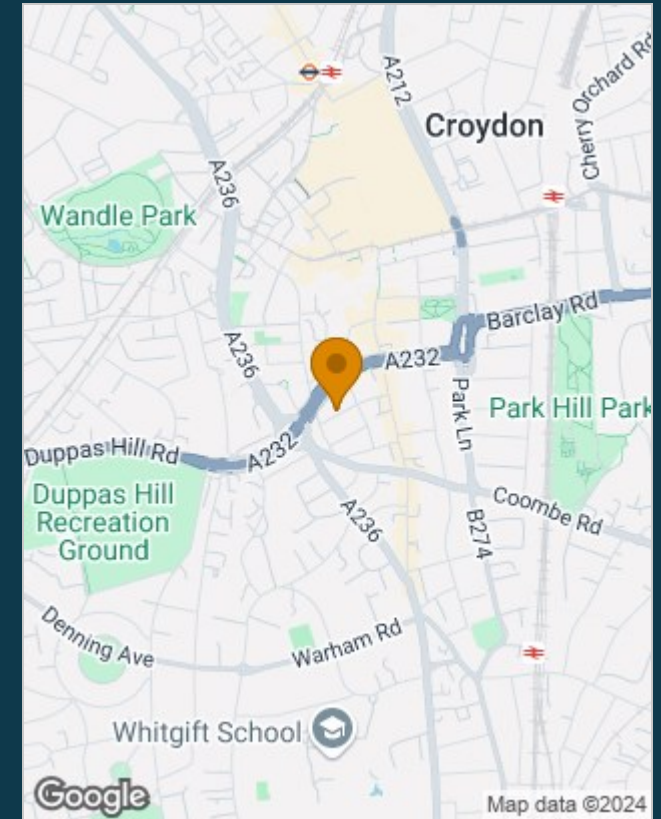 A212
Croydon
Cherry Orchard Rd
A236
Wandle Park
Barclay Rd
A236
A232
Park Ln
Park Hill Park
Duppas Hill Rd
A232
Duppas Hill
Recreation
Ground
A236
Coombe Rd
B274
Denning Ave
Warham Rd
Whitgift School
Google
Map data ©2024